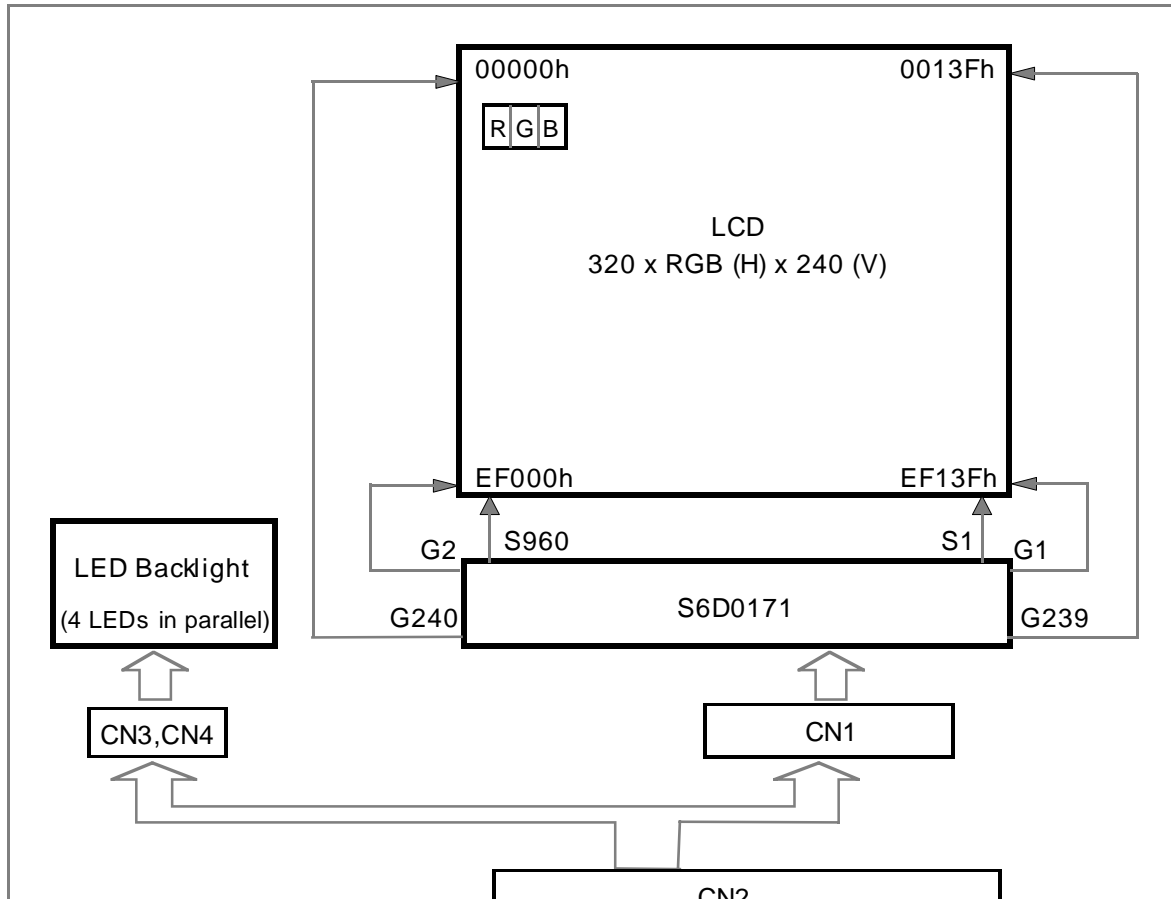 00000h 0013Fh
R G B
LCD
320 x RGB (H) x 240 (V)
EF000h EF13Fh
G2 S960 S1 G1
LED Backlight
(4 LEDs in parallel)
G240 S6D0171 G239
CN3,CN4
CN1
CN2